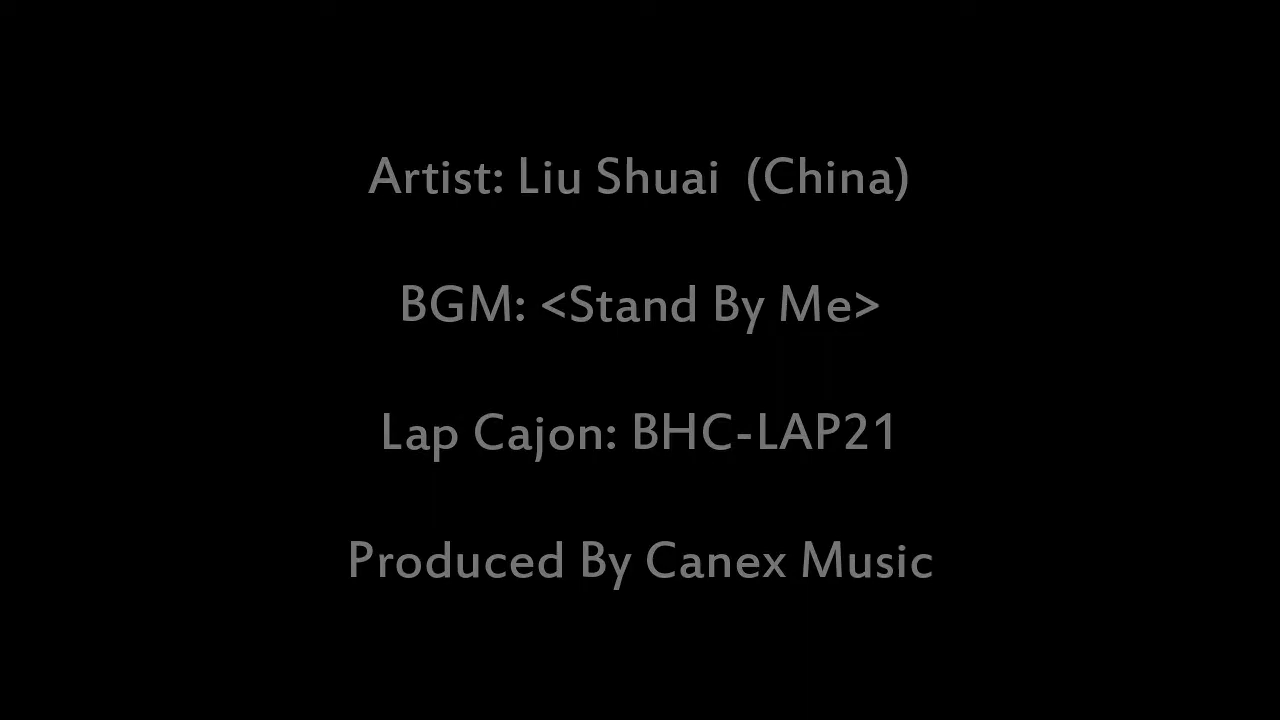 Artist: Liu Shuai  (China)
BGM: <Stand By Me>
Lap Cajon: BHC-LAP21
Produced By Canex Music